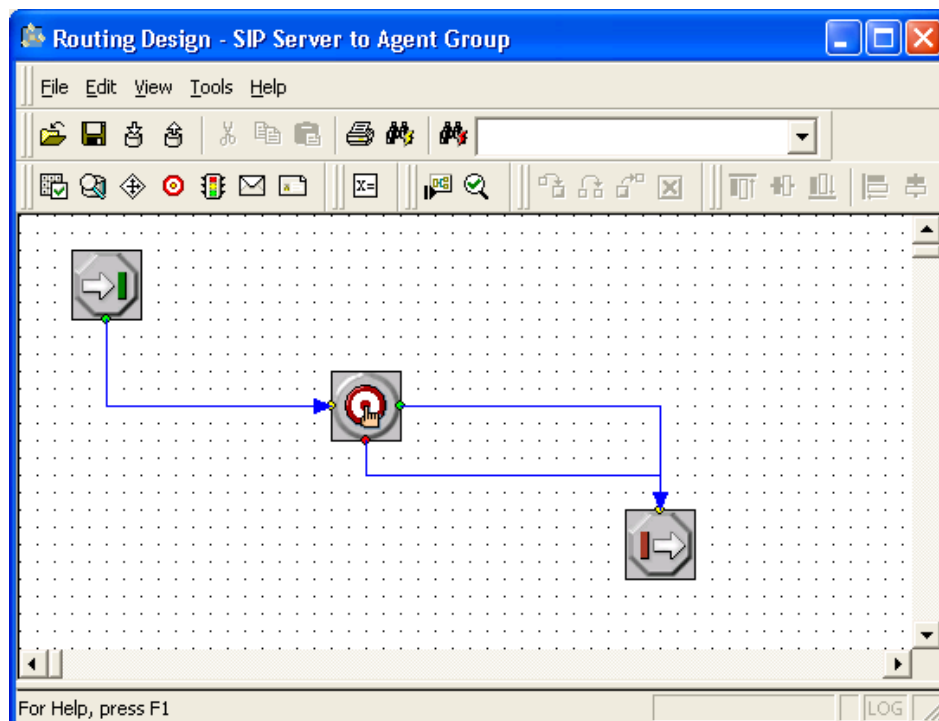 Routing Design - SIP Server to Agent Group
File Edit View Tools Help
X=
For Help, press F1
LOG